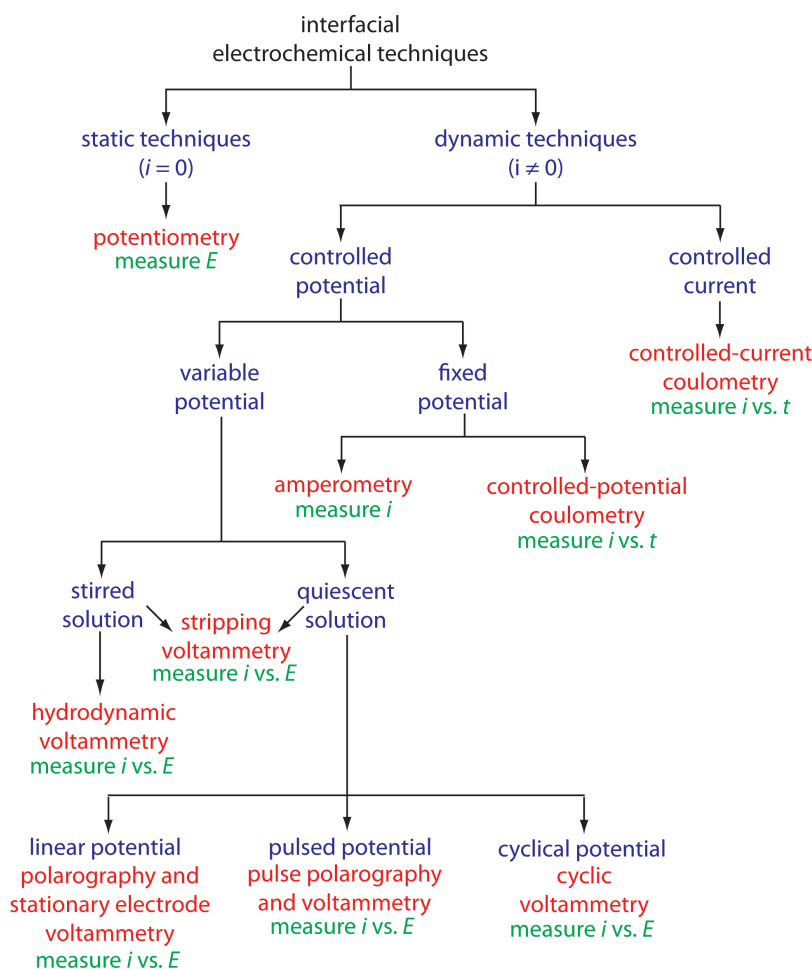 interfacial
electrochemical techniques
static techniques
(i = 0)
dynamic techniques
(i ≠ 0)
potentiometry
measure E
controlled
potential
controlled
current
controlled-current
coulometry
measure i vs. t
variable
potential
fixed
potential
amperometry
measure i
controlled-potential
coulometry
measure i vs. t
stirred
solution
quiescent
solution
stripping
voltammetry
measure i vs. E
hydrodynamic
voltammetry
measure i vs. E
linear potential
polarography and
stationary electrode
voltammetry
measure i vs. E
pulsed potential
pulse polarography
and voltammetry
measure i vs. E
cyclical potential
cyclic
voltammetry
measure i vs. E